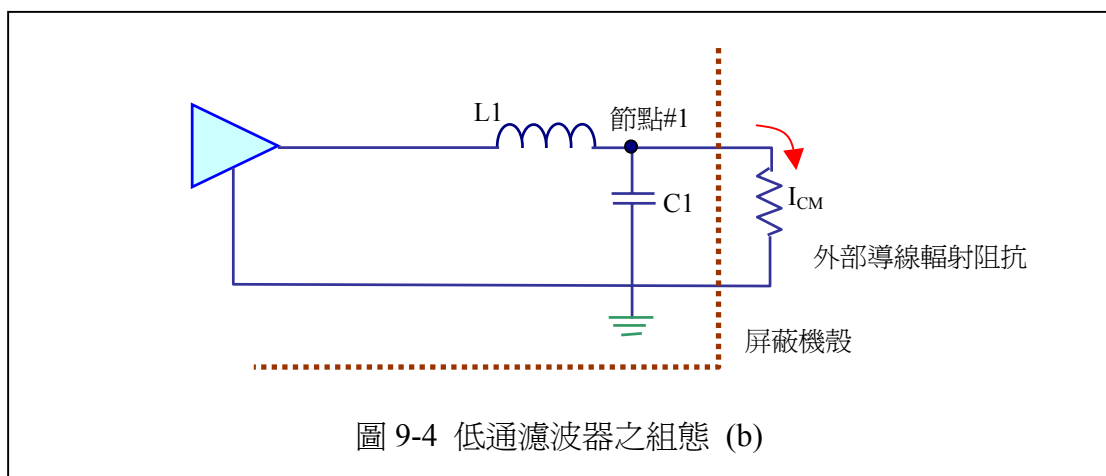 L1
節點#1
C1
I_CM
外部導線輻射阻抗
屏蔽機殼
圖 9-4 低通濾波器之組態 (b)